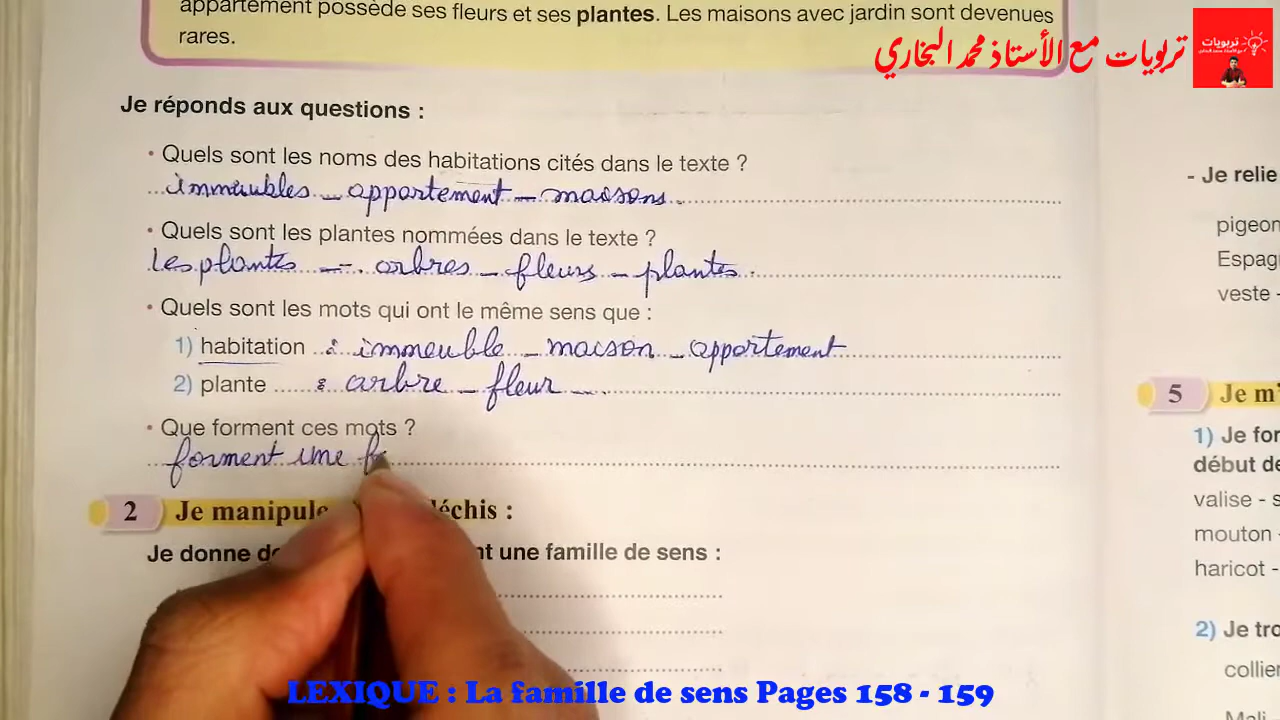 appartement possède ses fleurs et ses plantes. Les maisons avec jardin sont devenues
rares.
تربويات مع الأستاذ محمد البخاري
تربويات
Je réponds aux questions :
• Quels sont les noms des habitations cités dans le texte ?
immeubles - appartement - maisons.
• Quels sont les plantes nommées dans le texte ?
Les plantes - arbres - fleurs - plantes.
• Quels sont les mots qui ont le même sens que :
1) habitation : immeuble - maison - appartement
2) plante : arbre - fleur -
• Que forment ces mots ?
forment une f
2 Je manipule échis :
Je donne de nt une famille de sens :
- Je relie
pigeon
Espag
veste -
5 Je m'
1) Je for
début de
valise - s
mouton -
haricot -
2) Je tro
collier
Mali
LEXIQUE : La famille de sens Pages 158 - 159